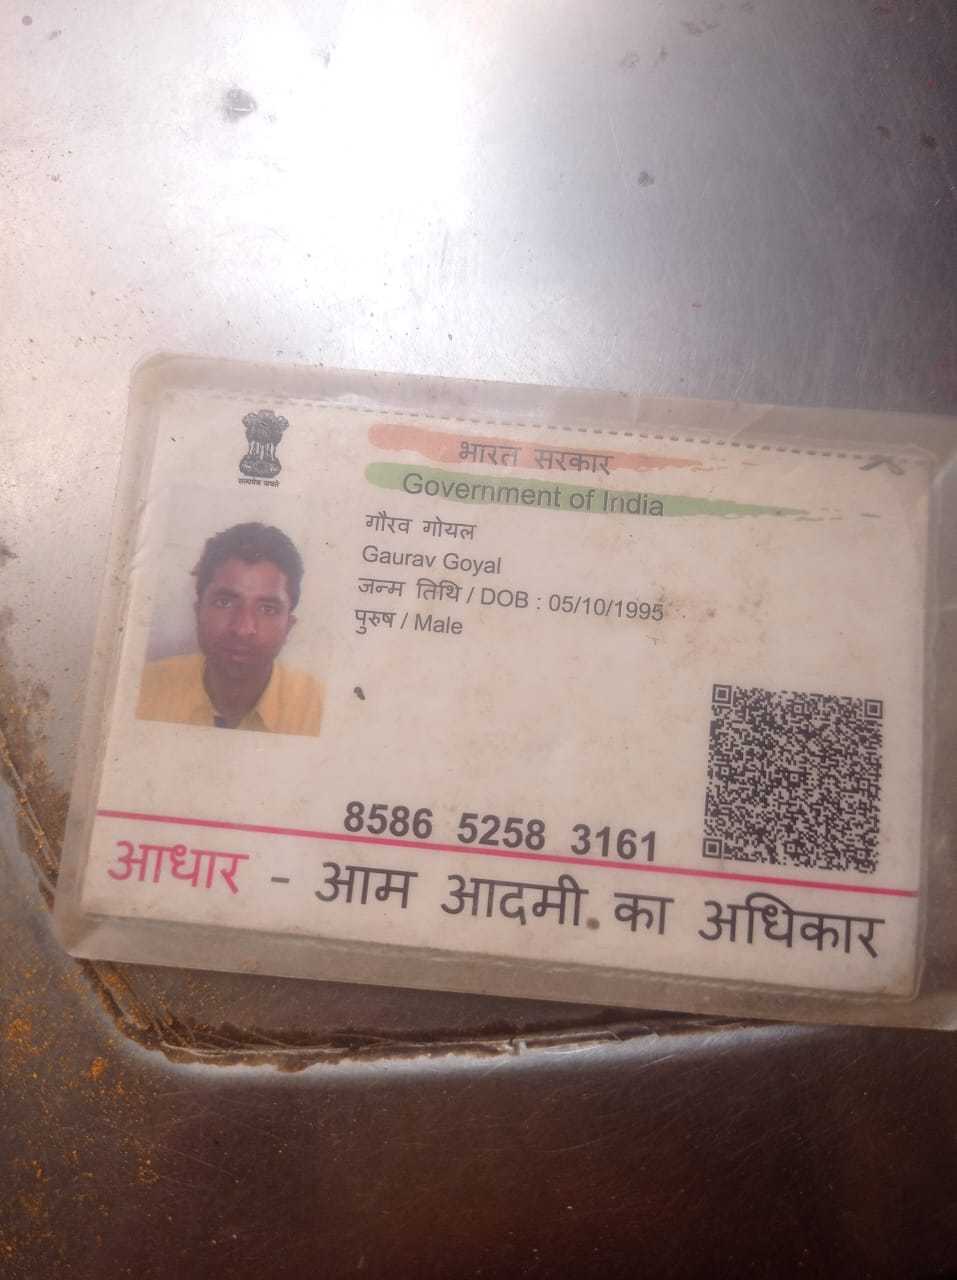 सत्यमेव जयते
भारत सरकार
Government of India
गौरव गोयल
Gaurav Goyal
जन्म तिथि / DOB : 05/10/1995
पुरुष / Male
8586 5258 3161
आधार - आम आदमी का अधिकार